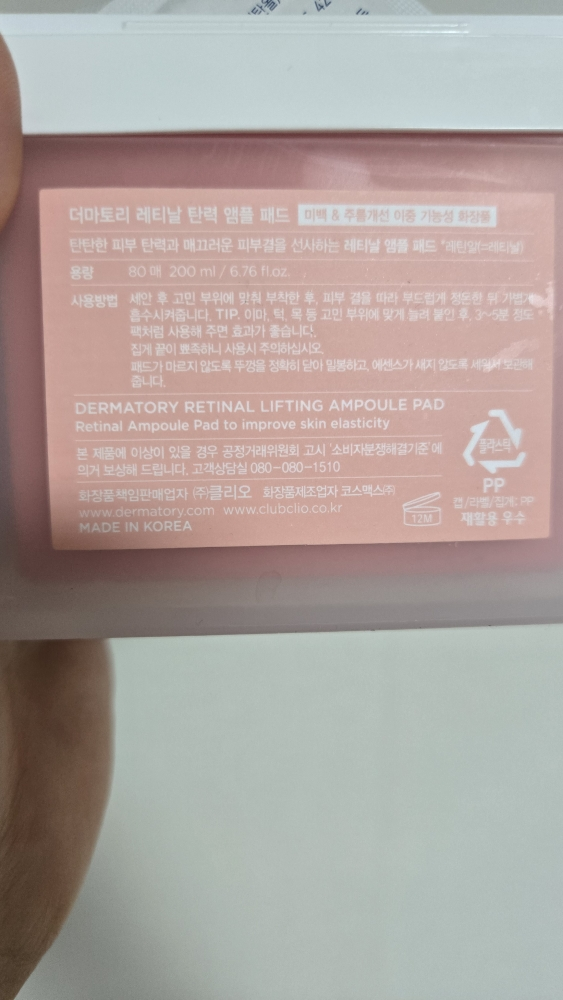 더마토리 레티날 탄력 앰플 패드 미백 & 주름개선 이중 기능성 화장품
탄탄한 피부 탄력과 매끄러운 피부결을 선사하는 레티날 앰플 패드 *레틴알(=레티날)
용량 80매 200 ml / 6.76 fl.oz.
사용방법 세안 후 고민 부위에 맞춰 부착한 후, 피부 결을 따라 부드럽게 정돈한 뒤 가볍게
흡수시켜줍니다. TIP. 이마, 턱, 목 등 고민 부위에 맞게 늘려 붙인 후, 3~5분 정도
팩처럼 사용해 주면 효과가 좋습니다.
집게 끝이 뾰족하니 사용시 주의하십시오.
패드가 마르지 않도록 뚜껑을 정확히 닫아 밀봉하고, 에센스가 새지 않도록 세워서 보관해
줍니다.
DERMATORY RETINAL LIFTING AMPOULE PAD
Retinal Ampoule Pad to improve skin elasticity
본 제품에 이상이 있을 경우 공정거래위원회 고시 '소비자분쟁해결기준'에
의거 보상해 드립니다. 고객상담실 080-080-1510
화장품책임판매업자 (주)클리오 화장품제조업자 코스맥스(주)
www.dermatory.com www.clubclio.co.kr
MADE IN KOREA
12M
플라스틱
PP
캡/라벨/집게: PP
재활용 우수